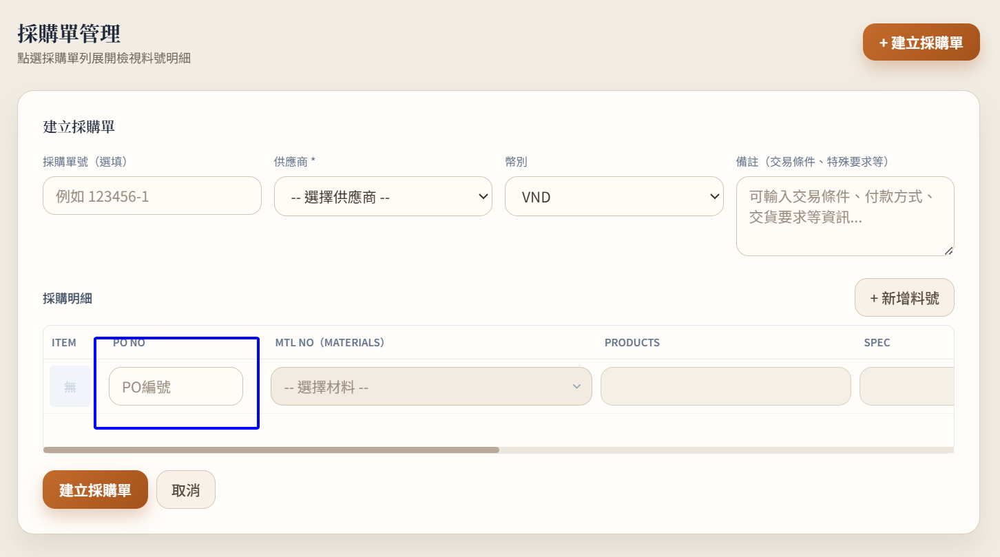 採購單管理
點選採購單列展開檢視料號明細
+ 建立採購單
建立採購單
採購單號（選填）
供應商 *
幣別
備註（交易條件、特殊要求等）
例如 123456-1
-- 選擇供應商 --
VND
可輸入交易條件、付款方式、
交貨要求等資訊...
採購明細
+ 新增料號
ITEM
PO NO
MTL NO（MATERIALS）
PRODUCTS
SPEC
無
PO編號
-- 選擇材料 --
建立採購單
取消